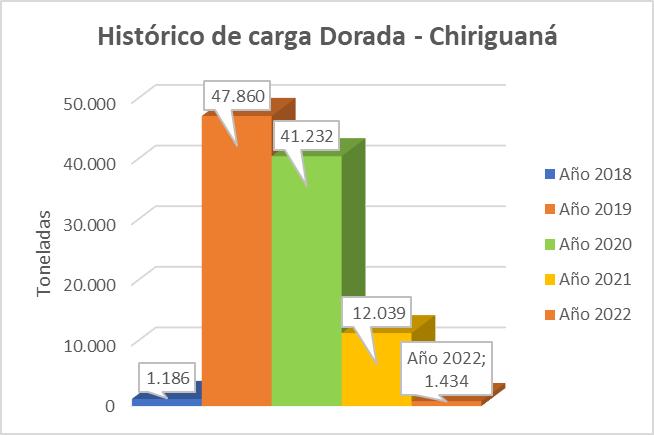 Histórico de carga Dorada - Chiriguaná
Toneladas
50.000
40.000
30.000
20.000
10.000
0
1.186
47.860
41.232
12.039
Año 2022;
1.434
Año 2018
Año 2019
Año 2020
Año 2021
Año 2022